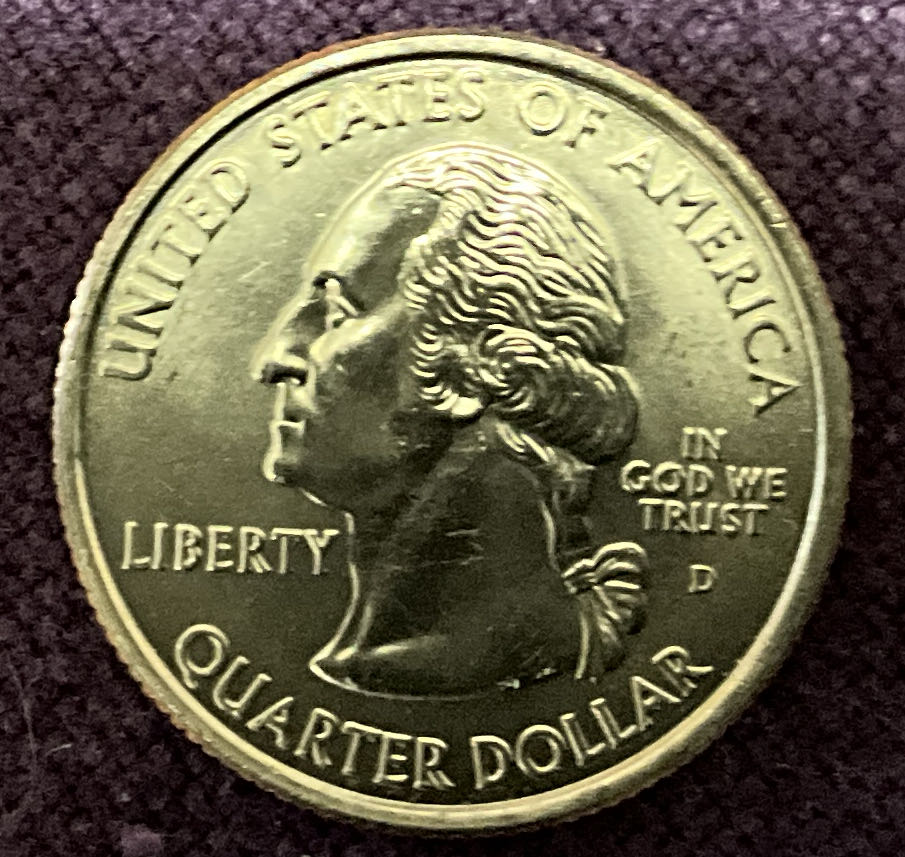 UNITED STATES OF AMERICA
LIBERTY
IN
GOD WE
TRUST
D
QUARTER DOLLAR